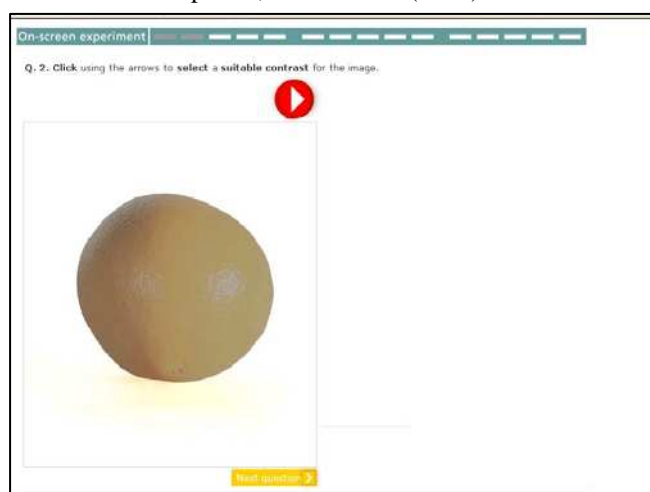 On-screen experiment
Q. 2. Click using the arrows to select a suitable contrast for the image.
Next question